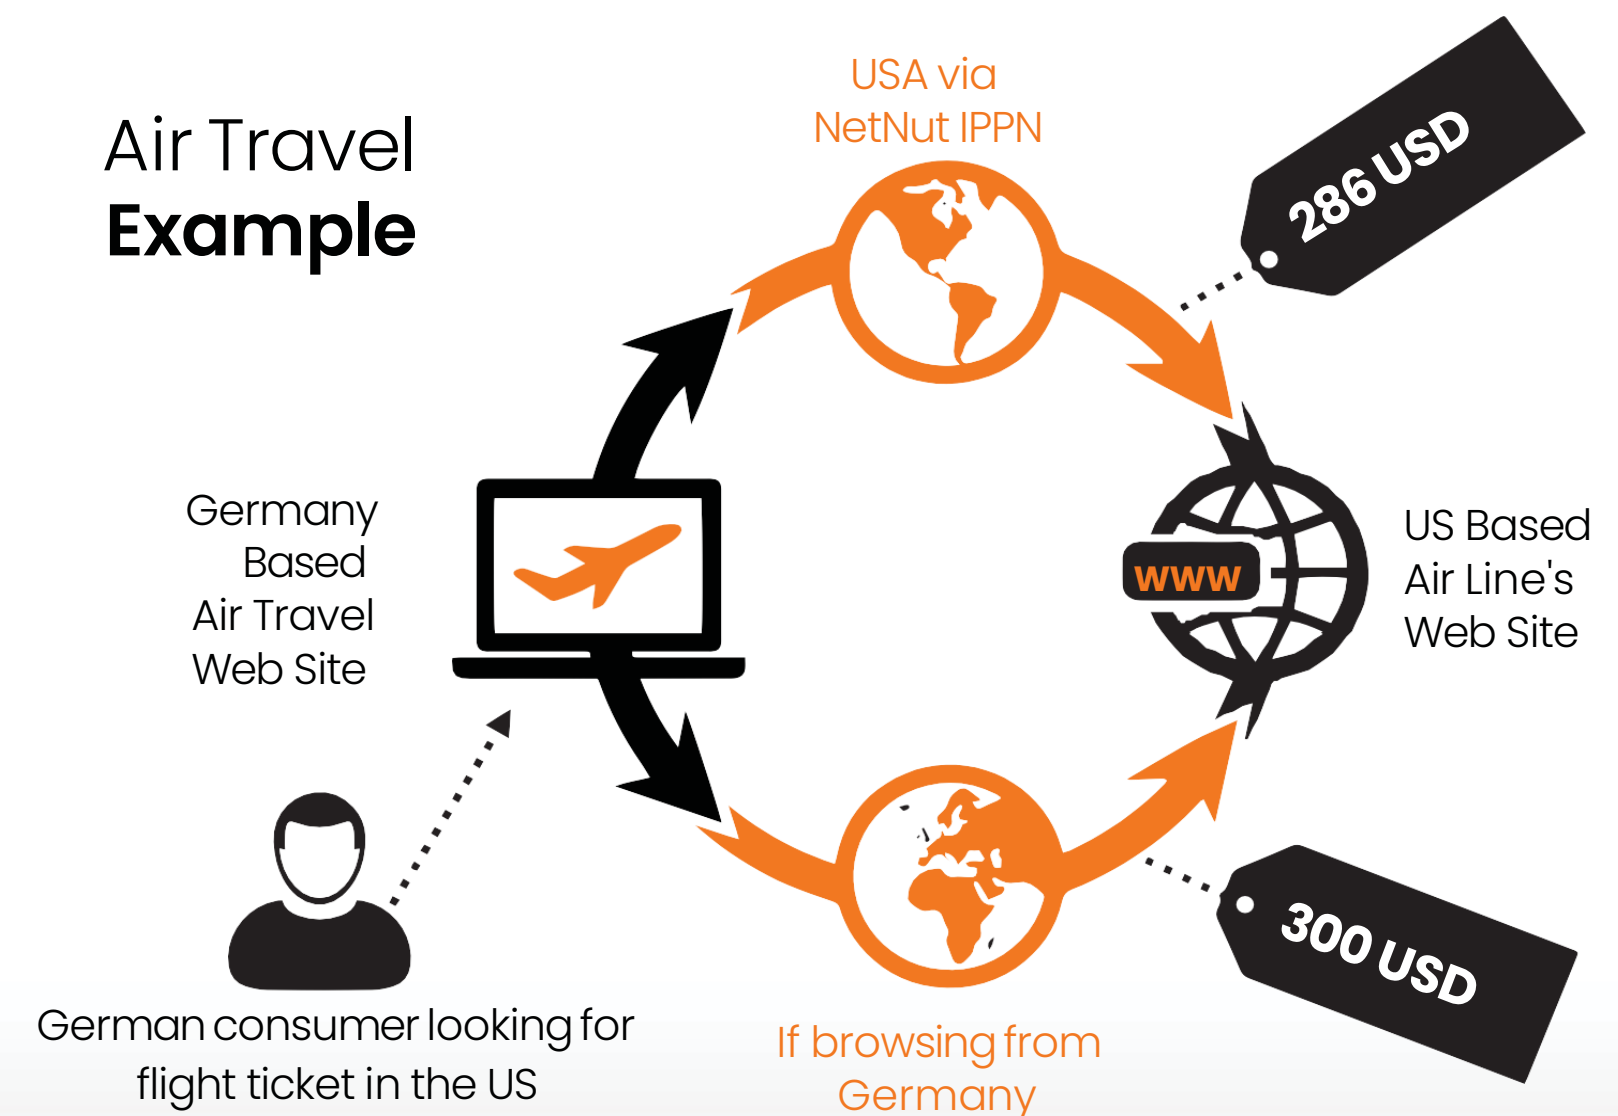 Air Travel
Example
USA via
NetNut IPPN
286 USD
Germany
Based
Air Travel
Web Site
www
US Based
Air Line's
Web Site
300 USD
German consumer looking for
flight ticket in the US
If browsing from
Germany